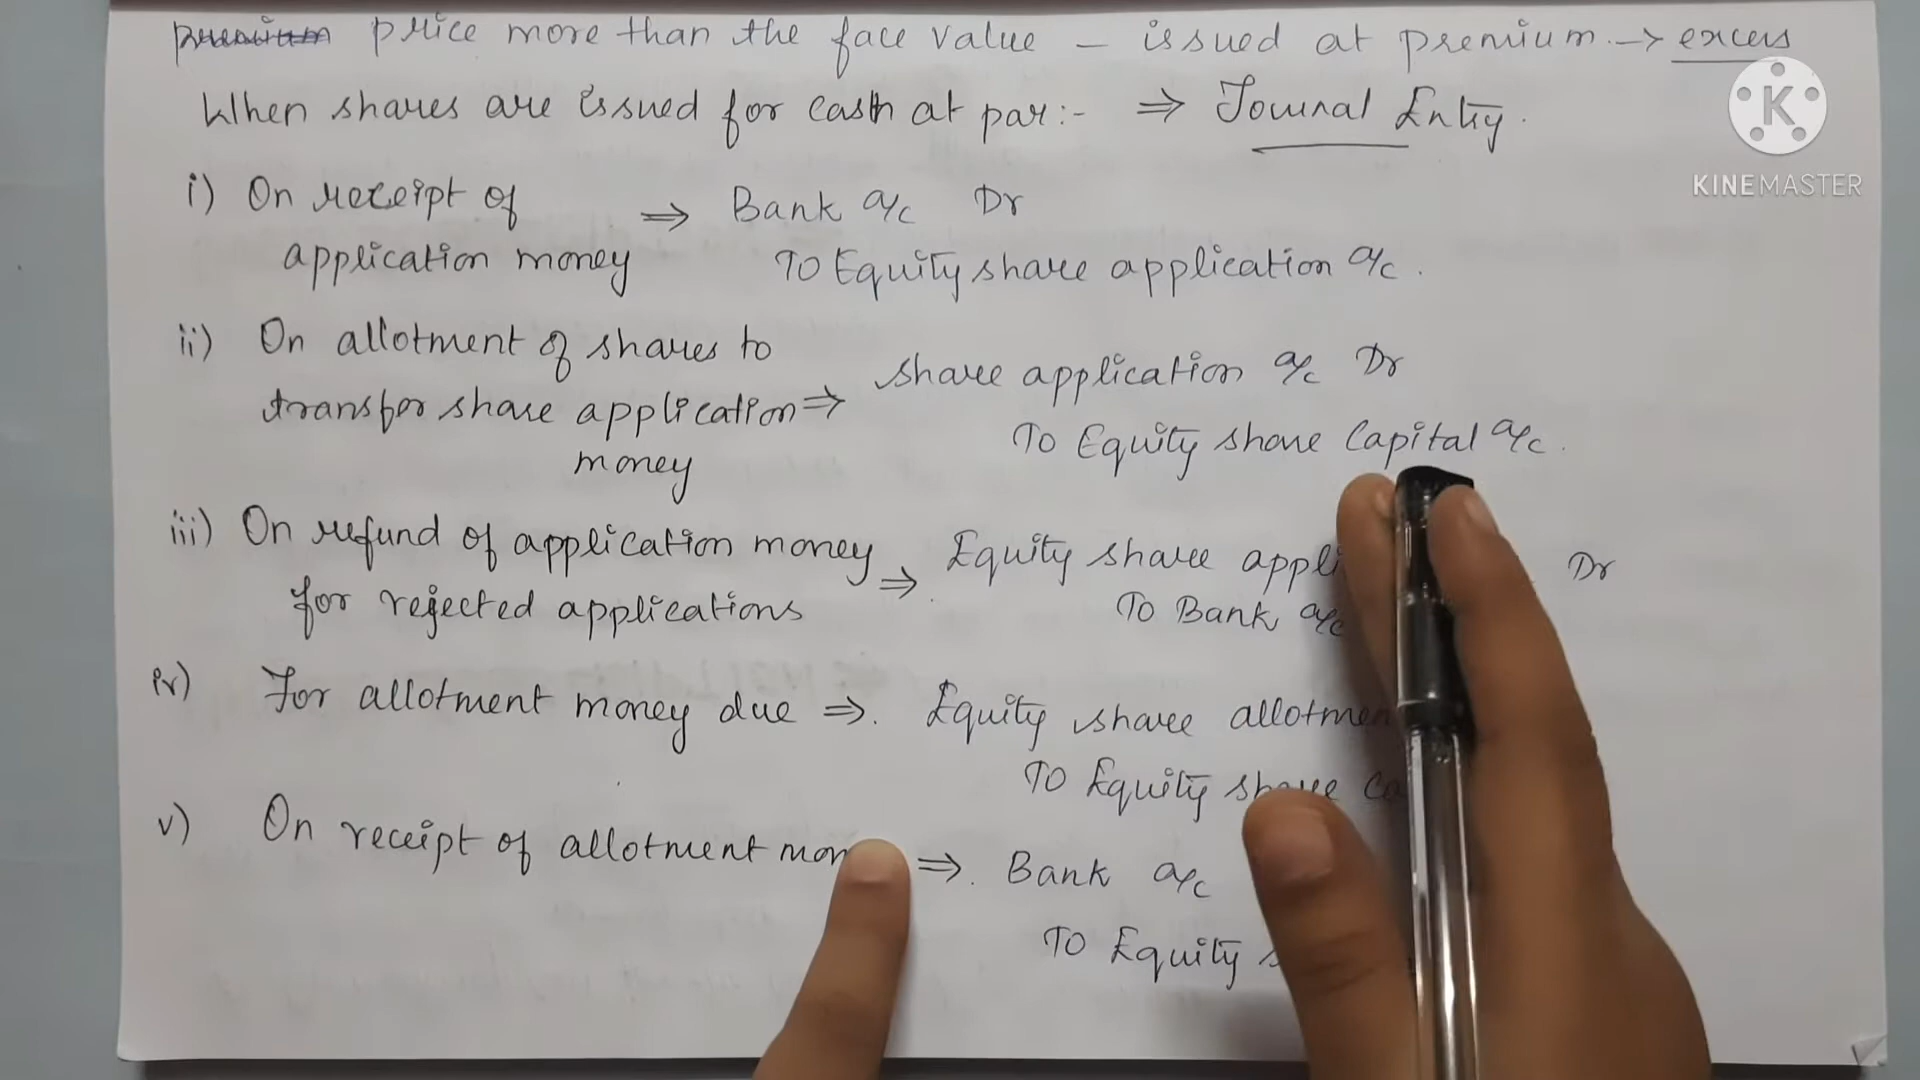 price more than the face value – issued at premium. → excess
When shares are issued for cash at par:- ⇒ Journal Entry.
KINEMASTER
i) On receipt of
application money ⇒ Bank a/c Dr
To Equity share application a/c.
ii) On allotment of shares to
transfer share application ⇒
money
share application a/c Dr
To Equity share Capital a/c.
iii) On refund of application money
for rejected applications ⇒
Equity share Dr
To Bank a/c
iv) For allotment money due ⇒. Equity share
To Equity share
v) On receipt of allotment ⇒. Bank a/c
To Equity